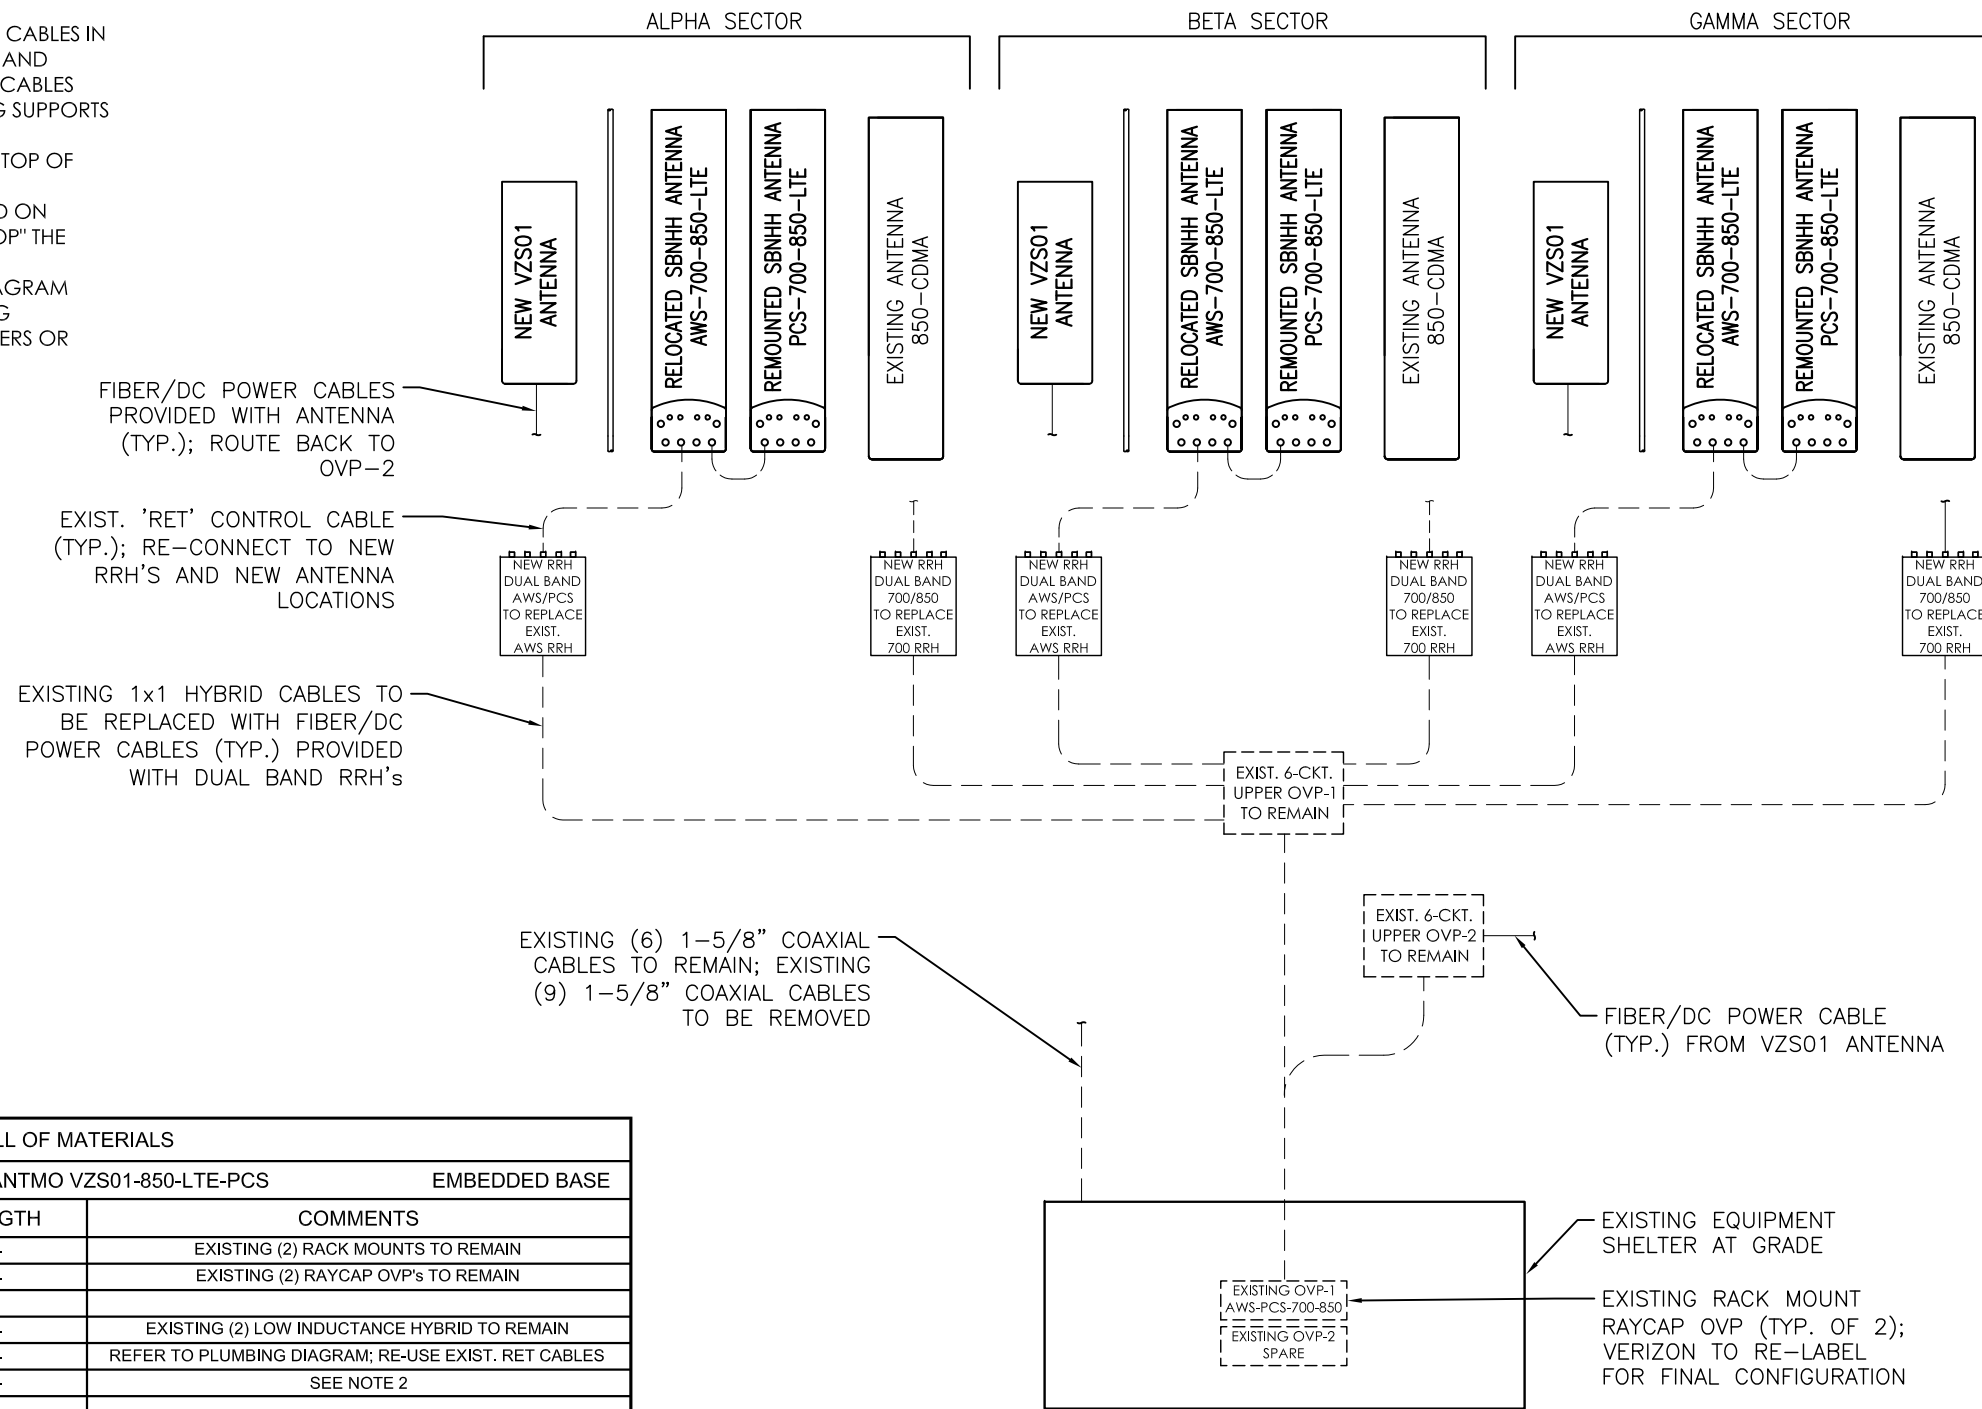 CABLES IN
AND
CABLES
SUPPORTS
TOP OF
ON
THE
ERS OR
ALPHA SECTOR
BETA SECTOR
GAMMA SECTOR
NEW VZS01
ANTENNA
RELOCATED SBNHH ANTENNA
AWS-700-850-LTE
REMOUNTED SBNHH ANTENNA
PCS-700-850-LTE
EXISTING ANTENNA
850-CDMA
NEW VZS01
ANTENNA
RELOCATED SBNHH ANTENNA
AWS-700-850-LTE
REMOUNTED SBNHH ANTENNA
PCS-700-850-LTE
EXISTING ANTENNA
850-CDMA
NEW VZS01
ANTENNA
RELOCATED SBNHH ANTENNA
AWS-700-850-LTE
REMOUNTED SBNHH ANTENNA
PCS-700-850-LTE
EXISTING ANTENNA
850-CDMA
FIBER/DC POWER CABLES
PROVIDED WITH ANTENNA
(TYP.); ROUTE BACK TO
OVP-2
EXIST. 'RET' CONTROL CABLE
(TYP.); RE-CONNECT TO NEW
RRH'S AND NEW ANTENNA
LOCATIONS
NEW RRH
DUAL BAND
AWS/PCS
TO REPLACE
EXIST.
AWS RRH
NEW RRH
DUAL BAND
700/850
TO REPLACE
EXIST.
700 RRH
NEW RRH
DUAL BAND
AWS/PCS
TO REPLACE
EXIST.
AWS RRH
NEW RRH
DUAL BAND
700/850
TO REPLACE
EXIST.
700 RRH
NEW RRH
DUAL BAND
AWS/PCS
TO REPLACE
EXIST.
AWS RRH
NEW RRH
DUAL BAND
700/850
TO REPLACE
EXIST.
700 RRH
EXISTING 1x1 HYBRID CABLES TO
BE REPLACED WITH FIBER/DC
POWER CABLES (TYP.) PROVIDED
WITH DUAL BAND RRH's
EXIST. 6-CKT.
UPPER OVP-1
TO REMAIN
EXIST. 6-CKT.
UPPER OVP-2
TO REMAIN
EXISTING (6) 1-5/8" COAXIAL
CABLES TO REMAIN; EXISTING
(9) 1-5/8" COAXIAL CABLES
TO BE REMOVED
FIBER/DC POWER CABLE
(TYP.) FROM VZS01 ANTENNA
EXISTING EQUIPMENT
SHELTER AT GRADE
EXISTING OVP-1
AWS-PCS-700-850
EXISTING OVP-2
SPARE
EXISTING RACK MOUNT
RAYCAP OVP (TYP. OF 2);
VERIZON TO RE-LABEL
FOR FINAL CONFIGURATION
LL OF MATERIALS
ANTMO VZS01-850-LTE-PCS EMBEDDED BASE
GTH COMMENTS
- EXISTING (2) RACK MOUNTS TO REMAIN
- EXISTING (2) RAYCAP OVP's TO REMAIN
- EXISTING (2) LOW INDUCTANCE HYBRID TO REMAIN
- REFER TO PLUMBING DIAGRAM; RE-USE EXIST. RET CABLES
- SEE NOTE 2